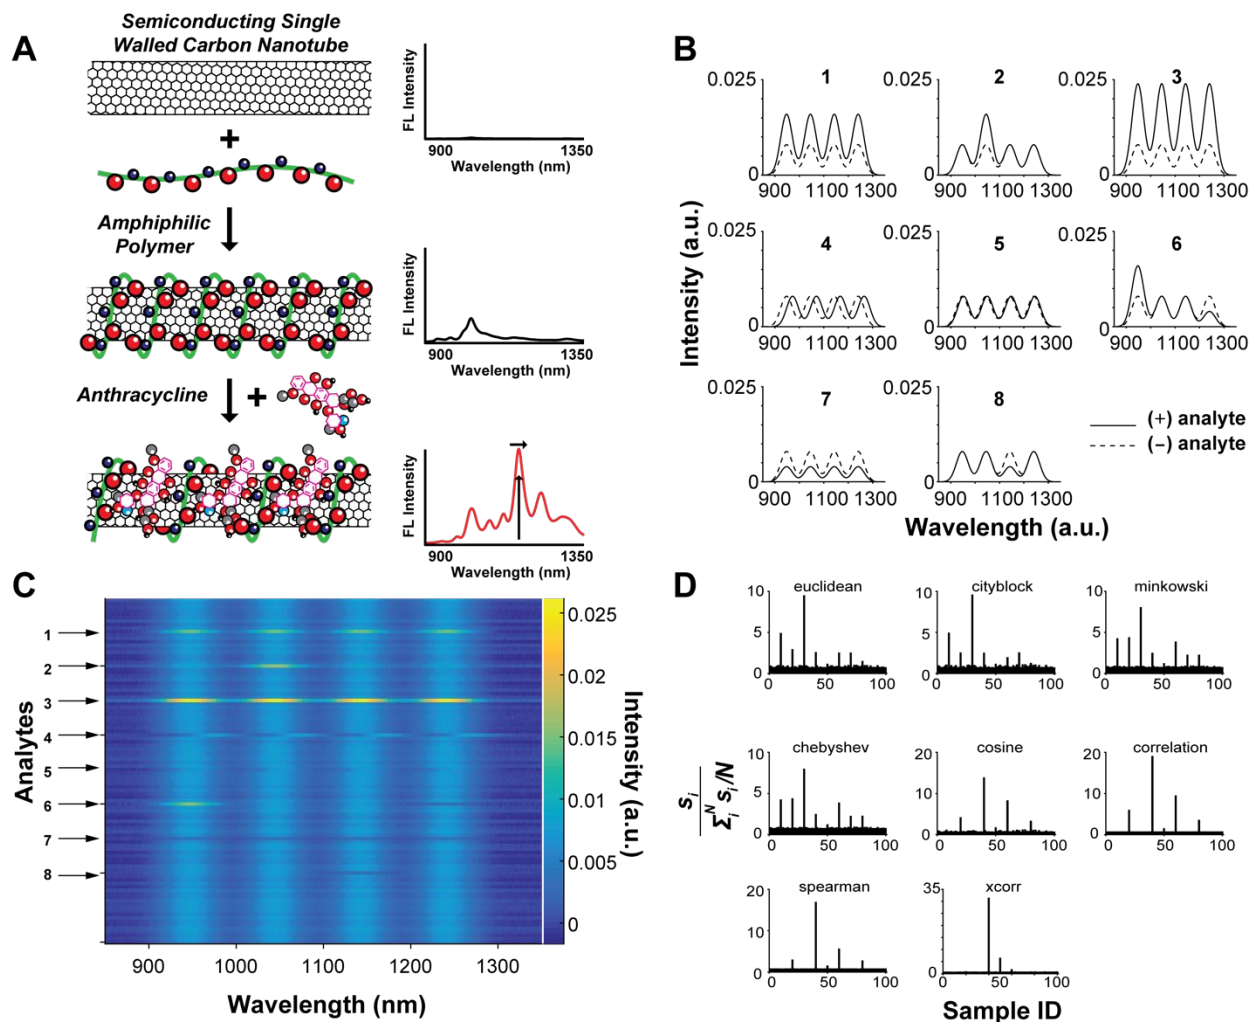 A
Semiconducting Single
Walled Carbon Nanotube
+
Amphiphilic
Polymer
Anthracycline
+
FL Intensity
900
1350
Wavelength (nm)
FL Intensity
900
1350
Wavelength (nm)
FL Intensity
900
1350
Wavelength (nm)
B
1
0.025
0
900 1100 1300
2
0.025
0
900 1100 1300
3
0.025
0
900 1100 1300
4
0.025
0
900 1100 1300
5
0.025
0
900 1100 1300
6
0.025
0
900 1100 1300
7
0.025
0
900 1100 1300
8
0.025
0
900 1100 1300
(+) analyte
(−) analyte
Intensity (a.u.)
Wavelength (a.u.)
C
Analytes
1
2
3
4
5
6
7
8
900 1000 1100 1200 1300
Wavelength (nm)
0.025
0.02
0.015
0.01
0.005
0
Intensity (a.u.)
D
euclidean
10
5
0
0 50 100
cityblock
10
5
0
0 50 100
minkowski
10
5
0
0 50 100
chebyshev
10
5
0
0 50 100
cosine
20
10
0
0 50 100
correlation
20
10
0
0 50 100
spearman
20
10
0
0 50 100
xcorr
35
0
0 50 100
s_i
Σ_i^N s_i /N
Sample ID